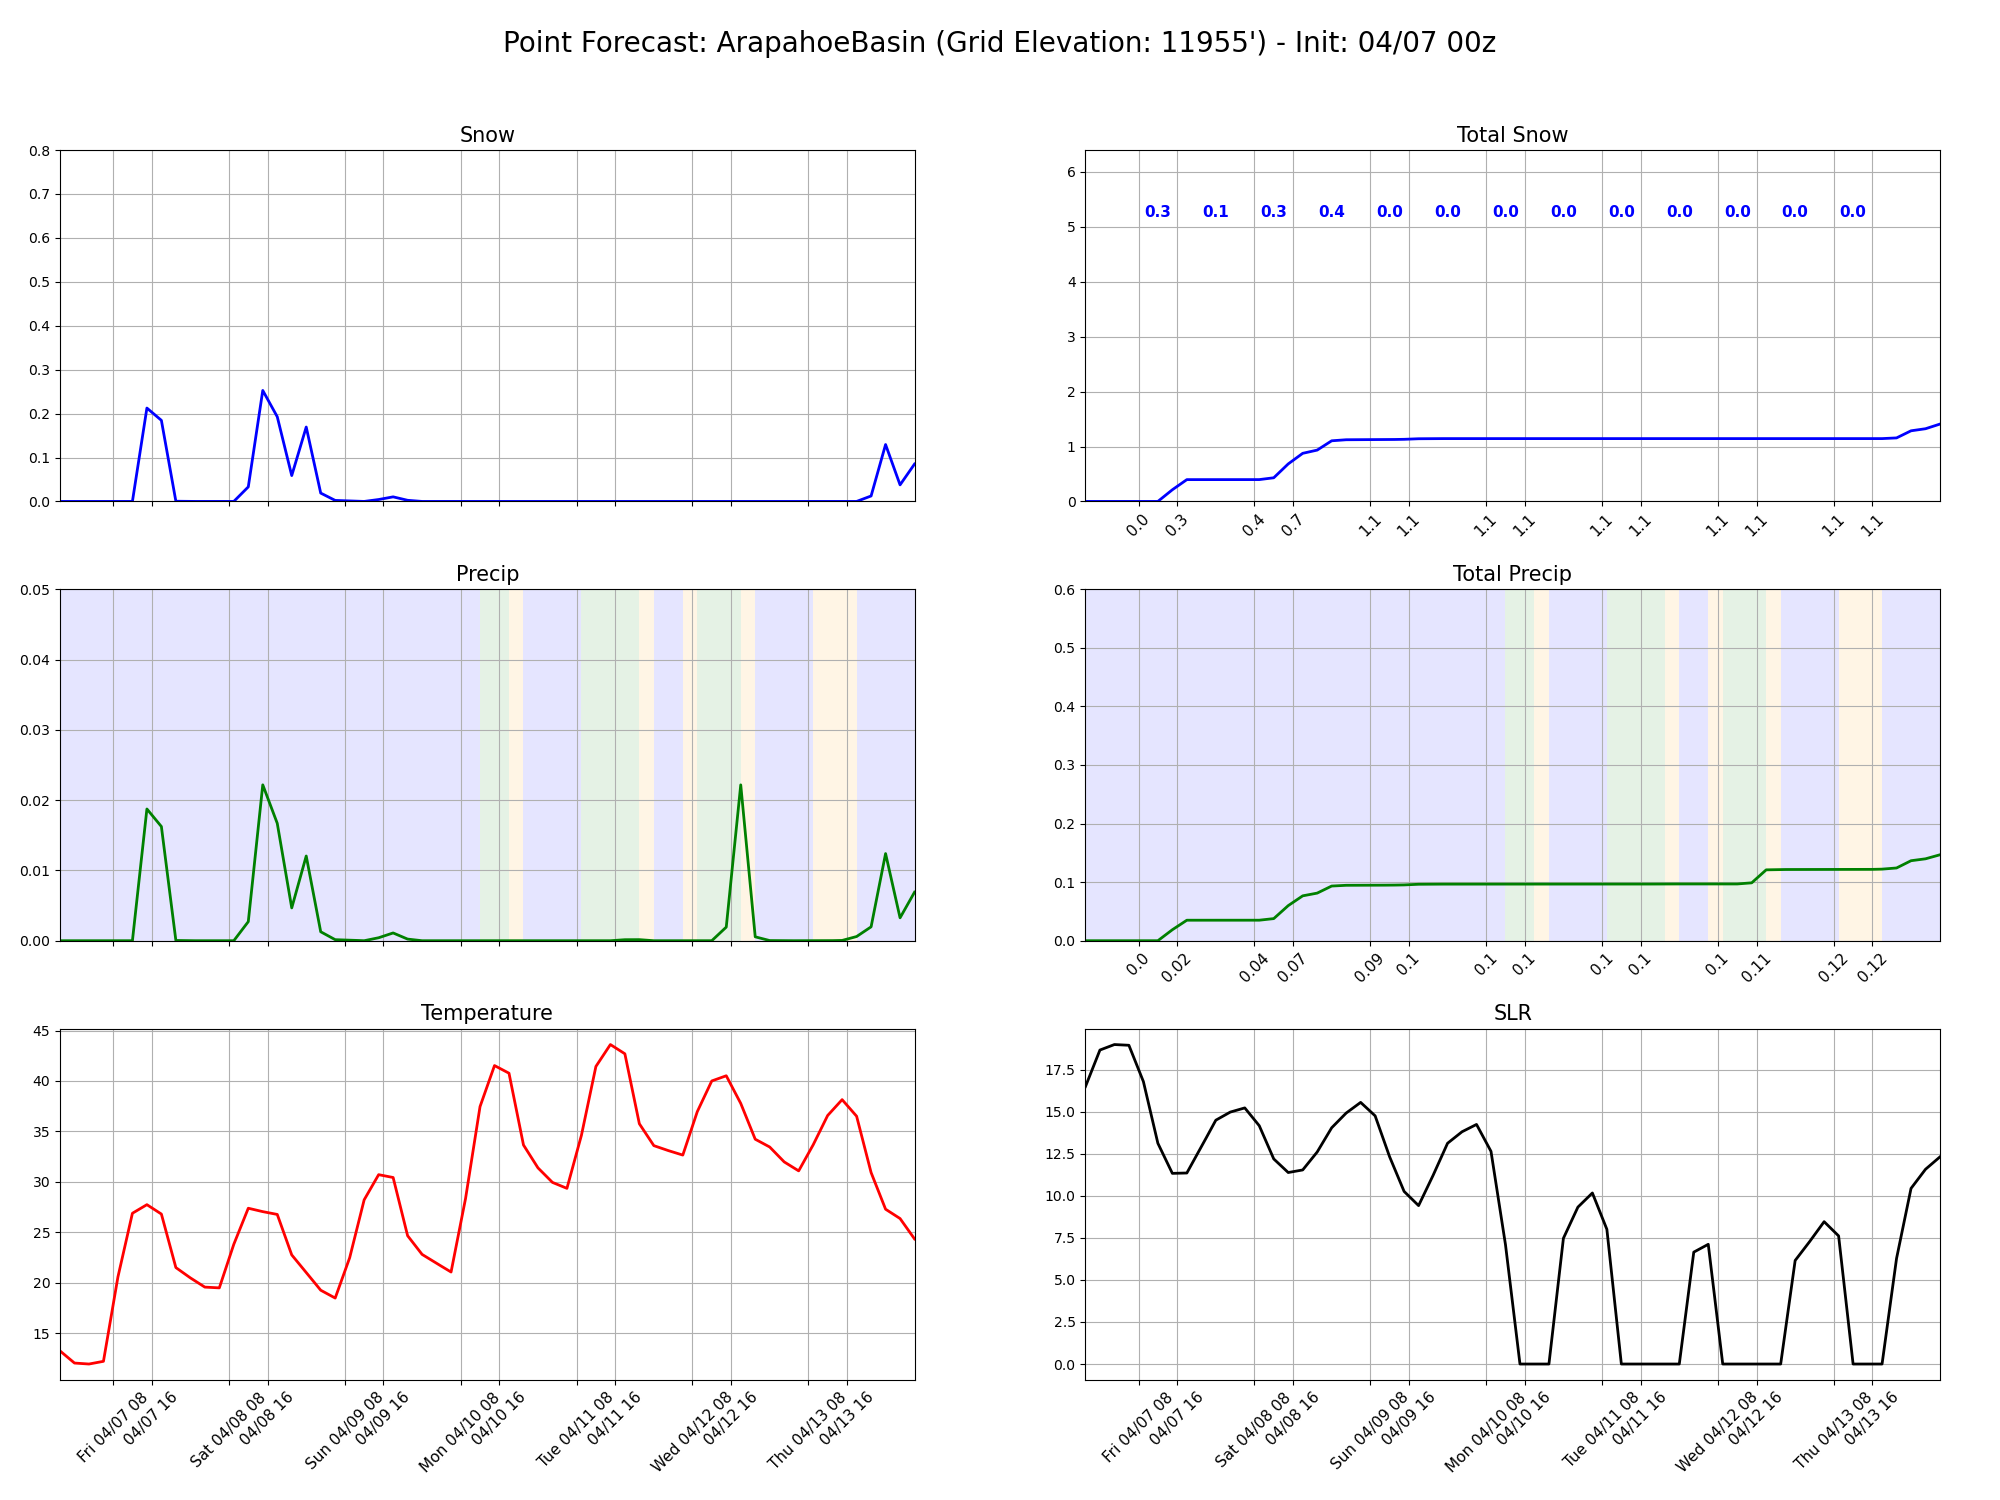 Point Forecast: ArapahoeBasin (Grid Elevation: 11955') - Init: 04/07 00z
Snow
0.8
0.7
0.6
0.5
0.4
0.3
0.2
0.1
0.0
Total Snow
6
5
4
3
2
1
0
0.3 0.1 0.3 0.4 0.0 0.0 0.0 0.0 0.0 0.0 0.0 0.0 0.0
0.0 0.3 0.4 0.7 1.1 1.1 1.1 1.1 1.1 1.1 1.1 1.1 1.1 1.1
Precip
0.05
0.04
0.03
0.02
0.01
0.00
Total Precip
0.6
0.5
0.4
0.3
0.2
0.1
0.0
0.0 0.02 0.04 0.07 0.09 0.1 0.1 0.1 0.1 0.1 0.1 0.11 0.12 0.12
Temperature
45
40
35
30
25
20
15
Fri 04/07 08
04/07 16
Sat 04/08 08
04/08 16
Sun 04/09 08
04/09 16
Mon 04/10 08
04/10 16
Tue 04/11 08
04/11 16
Wed 04/12 08
04/12 16
Thu 04/13 08
04/13 16
SLR
17.5
15.0
12.5
10.0
7.5
5.0
2.5
0.0
Fri 04/07 08
04/07 16
Sat 04/08 08
04/08 16
Sun 04/09 08
04/09 16
Mon 04/10 08
04/10 16
Tue 04/11 08
04/11 16
Wed 04/12 08
04/12 16
Thu 04/13 08
04/13 16